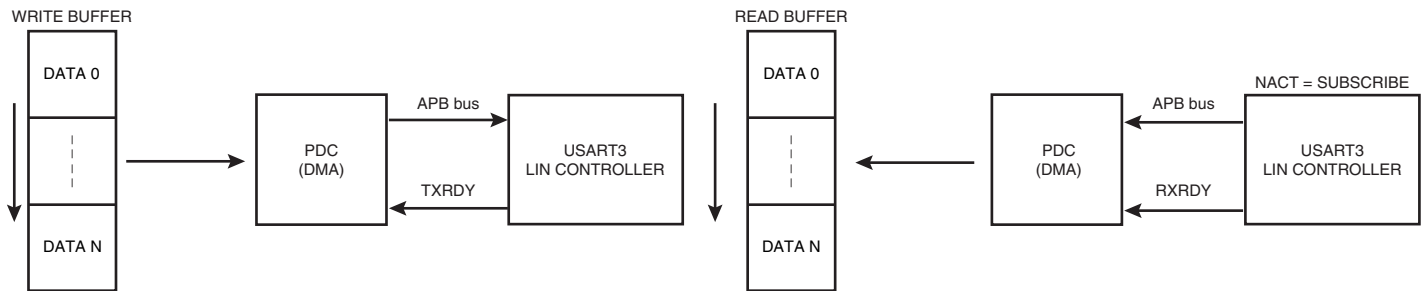 WRITE BUFFER
DATA 0
DATA N
PDC
(DMA)
APB bus
TXRDY
USART3
LIN CONTROLLER
READ BUFFER
DATA 0
DATA N
PDC
(DMA)
APB bus
RXRDY
NACT = SUBSCRIBE
USART3
LIN CONTROLLER